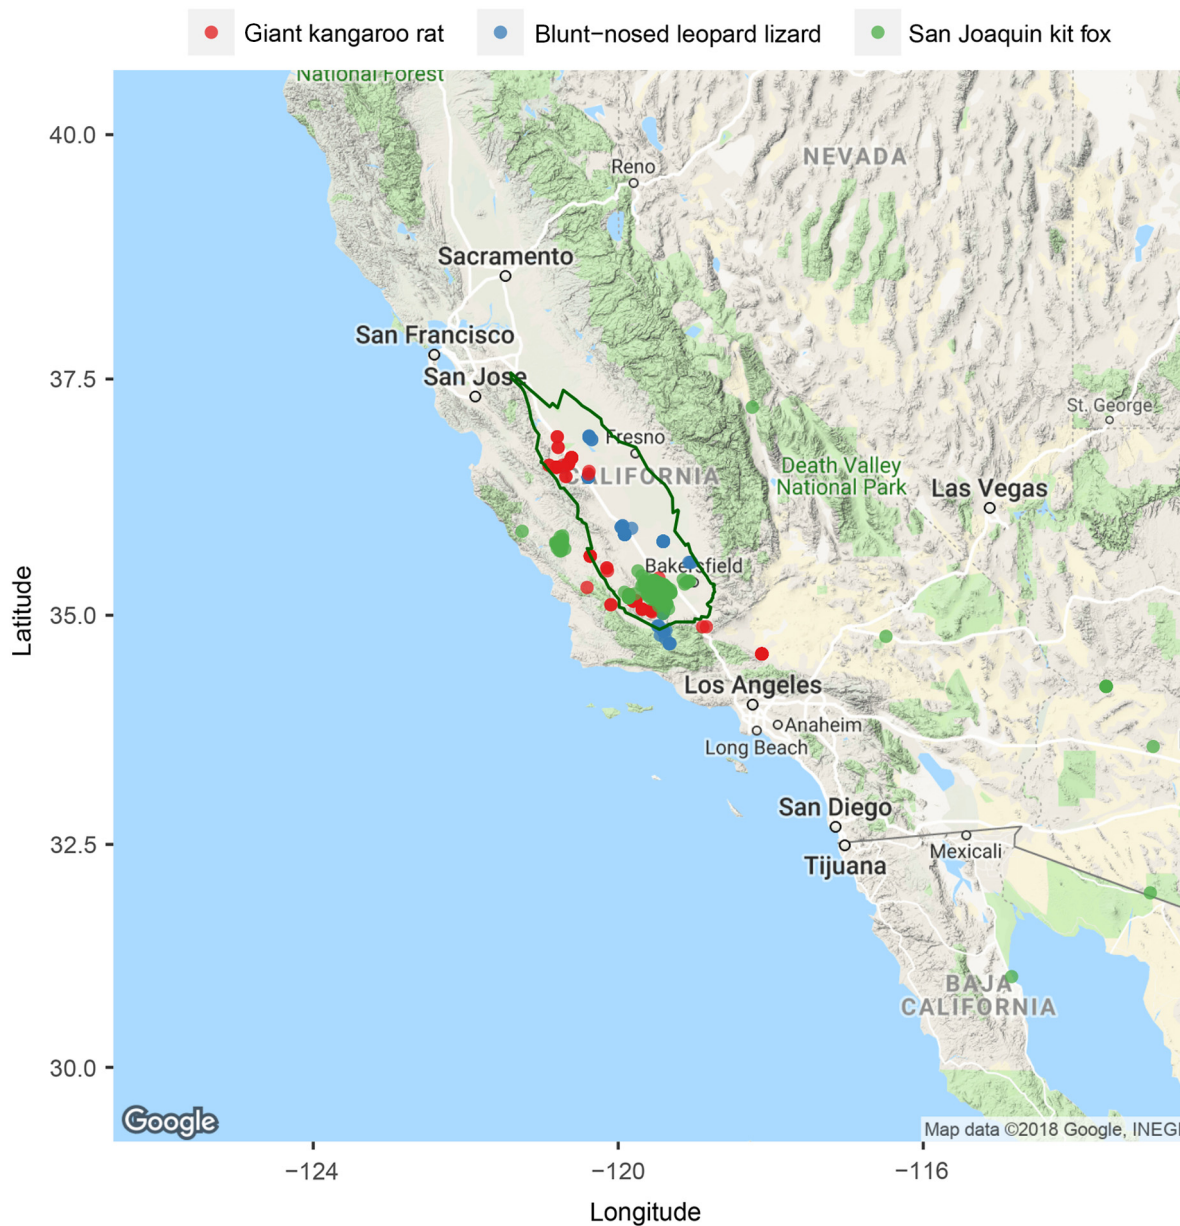 Giant kangaroo rat
Blunt−nosed leopard lizard
San Joaquin kit fox
National Forest
40.0
NEVADA
Reno
Sacramento
San Francisco
37.5
San Jose
St. George
Fresno
CALIFORNIA
Death Valley
National Park
Las Vegas
Bakersfield
35.0
Latitude
Los Angeles
Anaheim
Long Beach
San Diego
32.5
Mexicali
Tijuana
BAJA
CALIFORNIA
30.0
Google
Map data ©2018 Google, INEGI
−124
−120
−116
Longitude